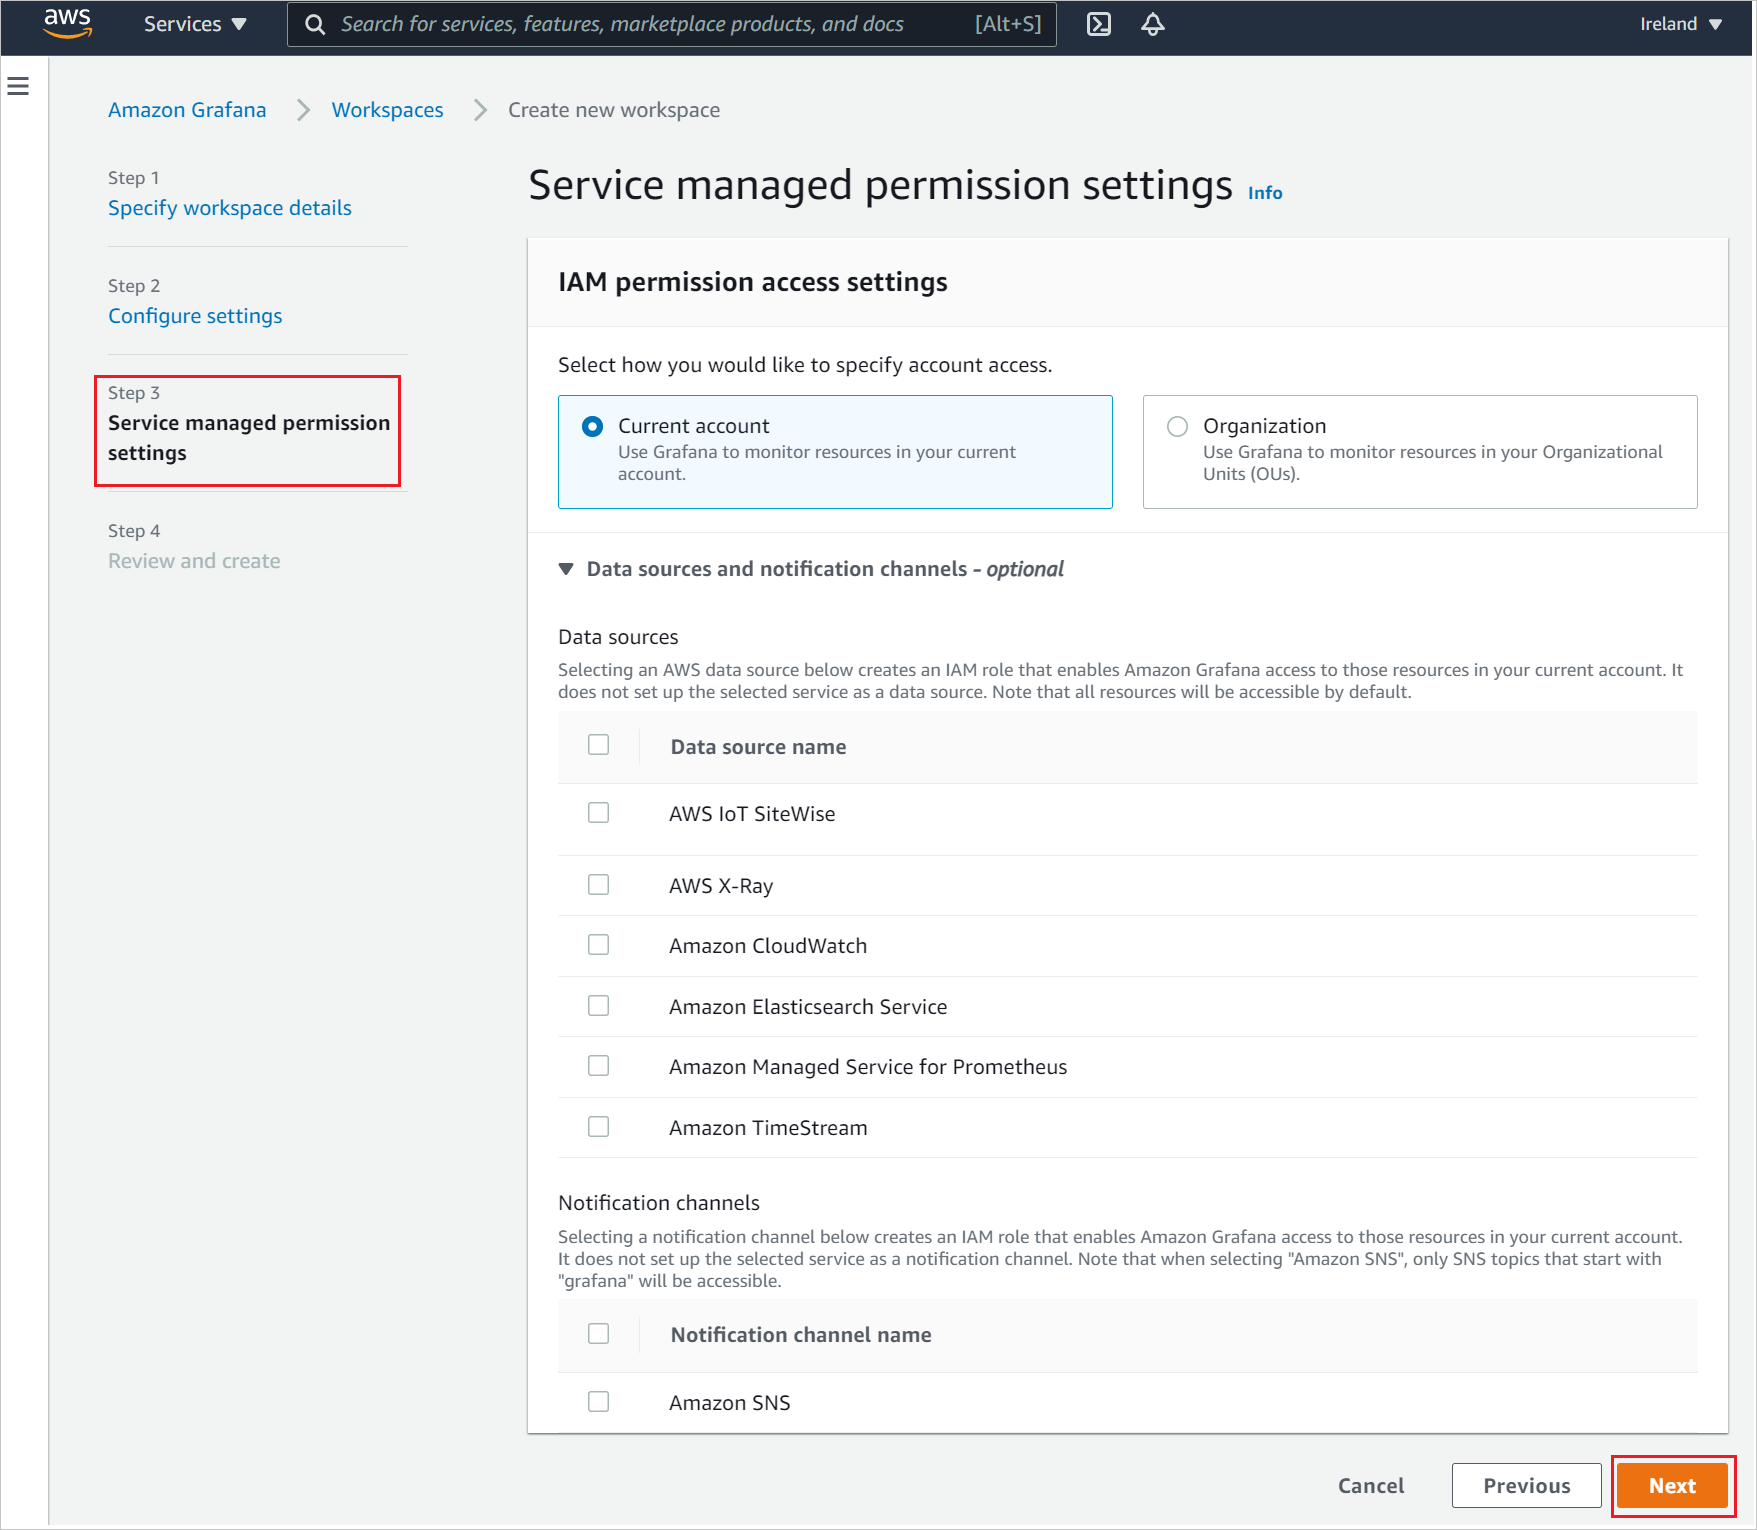 aws
Services
Search for services, features, marketplace products, and docs [Alt+S]
Ireland
Amazon Grafana
Workspaces
Create new workspace
Step 1
Specify workspace details
Step 2
Configure settings
Step 3
Service managed permission
settings
Step 4
Review and create
Service managed permission settings Info
IAM permission access settings
Select how you would like to specify account access.
Current account
Use Grafana to monitor resources in your current
account.
Organization
Use Grafana to monitor resources in your Organizational
Units (OUs).
Data sources and notification channels - optional
Data sources
Selecting an AWS data source below creates an IAM role that enables Amazon Grafana access to those resources in your current account. It
does not set up the selected service as a data source. Note that all resources will be accessible by default.
Data source name
AWS IoT SiteWise
AWS X-Ray
Amazon CloudWatch
Amazon Elasticsearch Service
Amazon Managed Service for Prometheus
Amazon TimeStream
Notification channels
Selecting a notification channel below creates an IAM role that enables Amazon Grafana access to those resources in your current account.
It does not set up the selected service as a notification channel. Note that when selecting "Amazon SNS", only SNS topics that start with
"grafana" will be accessible.
Notification channel name
Amazon SNS
Cancel
Previous
Next